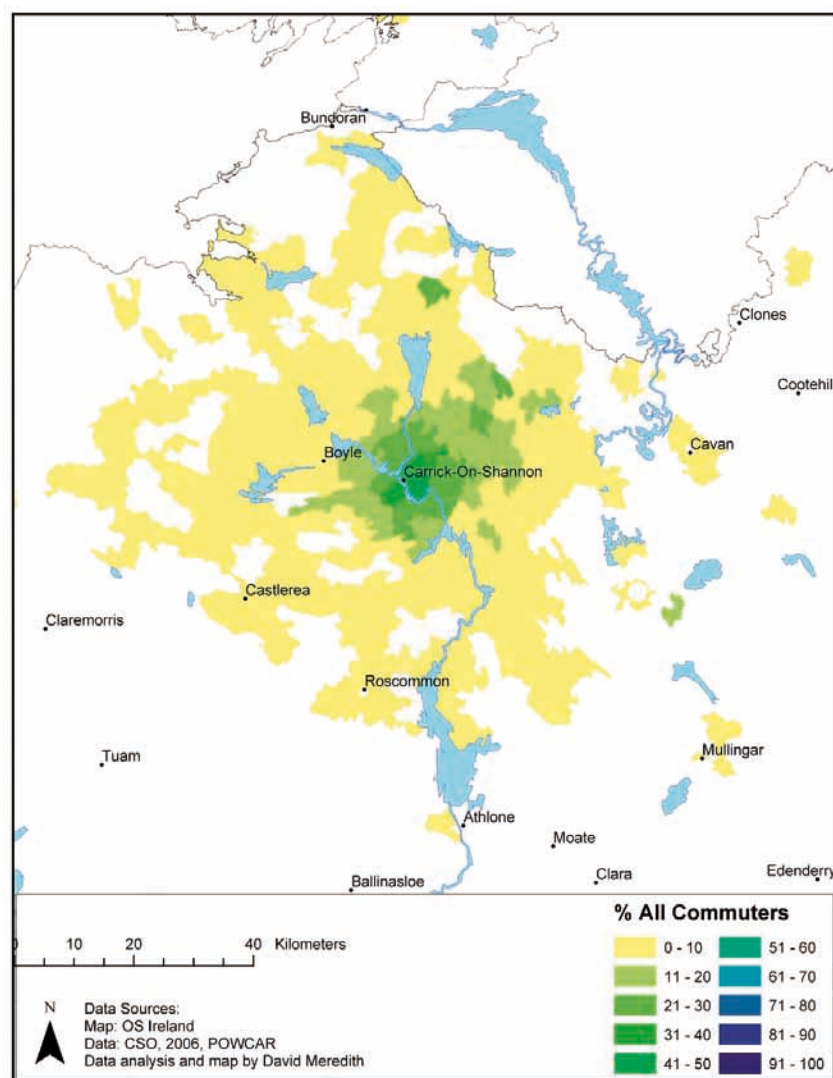 Bundoran
Clones
Cootehil
Cavan
Boyle
Carrick-On-Shannon
Castlerea
Claremorris
Roscommon
Mullingar
Tuam
Athlone
Moate
Ballinasloe
Clara
Edenderry
0 10 20 40 Kilometers
N
Data Sources:
Map: OS Ireland
Data: CSO, 2006, POWCAR
Data analysis and map by David Meredith
% All Commuters
0 - 10
11 - 20
21 - 30
31 - 40
41 - 50
51 - 60
61 - 70
71 - 80
81 - 90
91 - 100